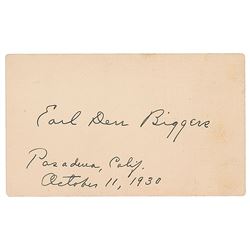 Earl Derr Biggers
Pasadena, Calif.
October 11, 1930